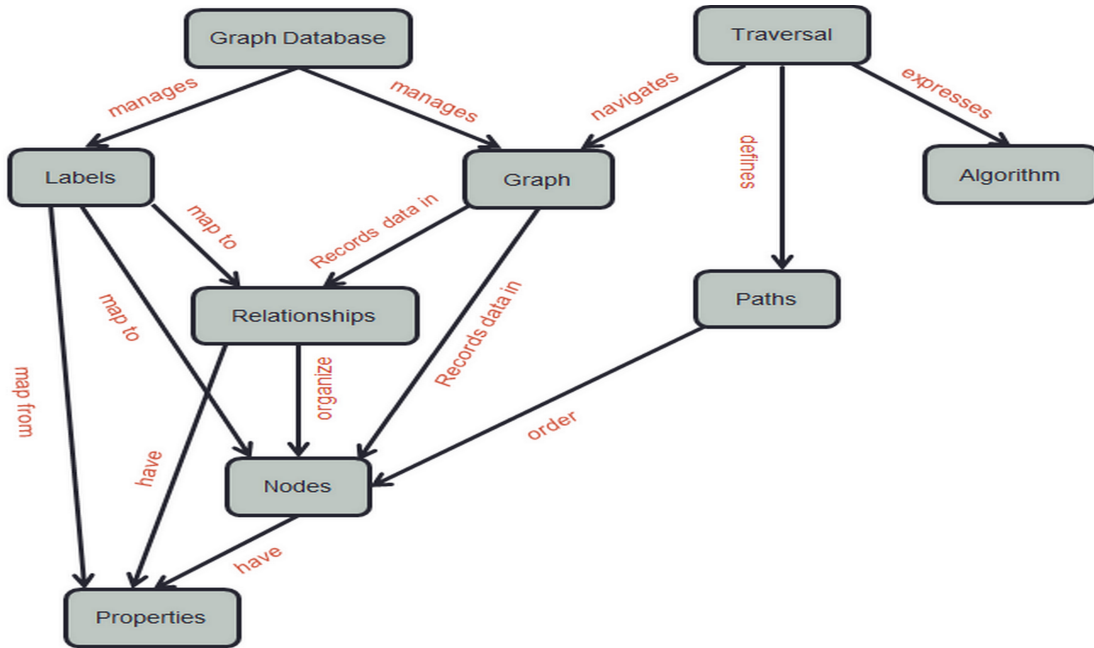 Graph Database
Traversal
manages
manages
navigates
expresses
defines
Labels
Graph
Algorithm
map to
Records data in
Relationships
Paths
map to
Records data in
map from
organize
order
have
Nodes
have
Properties